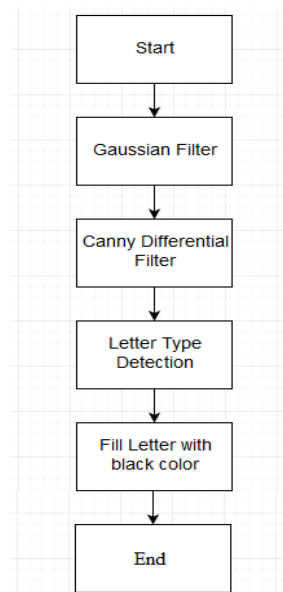 Start
Gaussian Filter
Canny Differential
Filter
Letter Type
Detection
Fill Letter with
black color
End